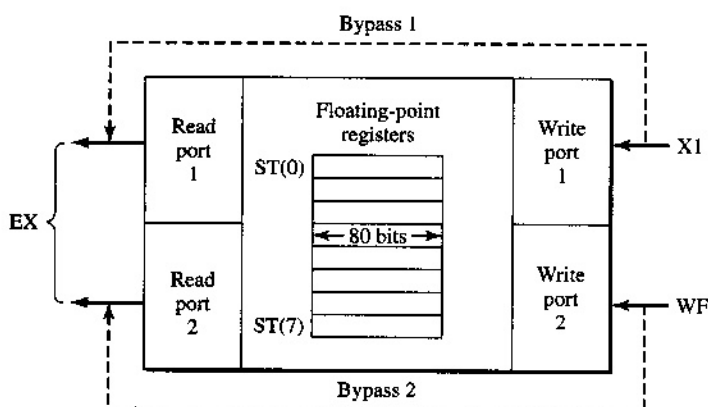 Bypass 1
Read
port
1
Floating-point
registers
Write
port
1
X1
ST(0)
EX
80 bits
Read
port
2
ST(7)
Write
port
2
WF
Bypass 2